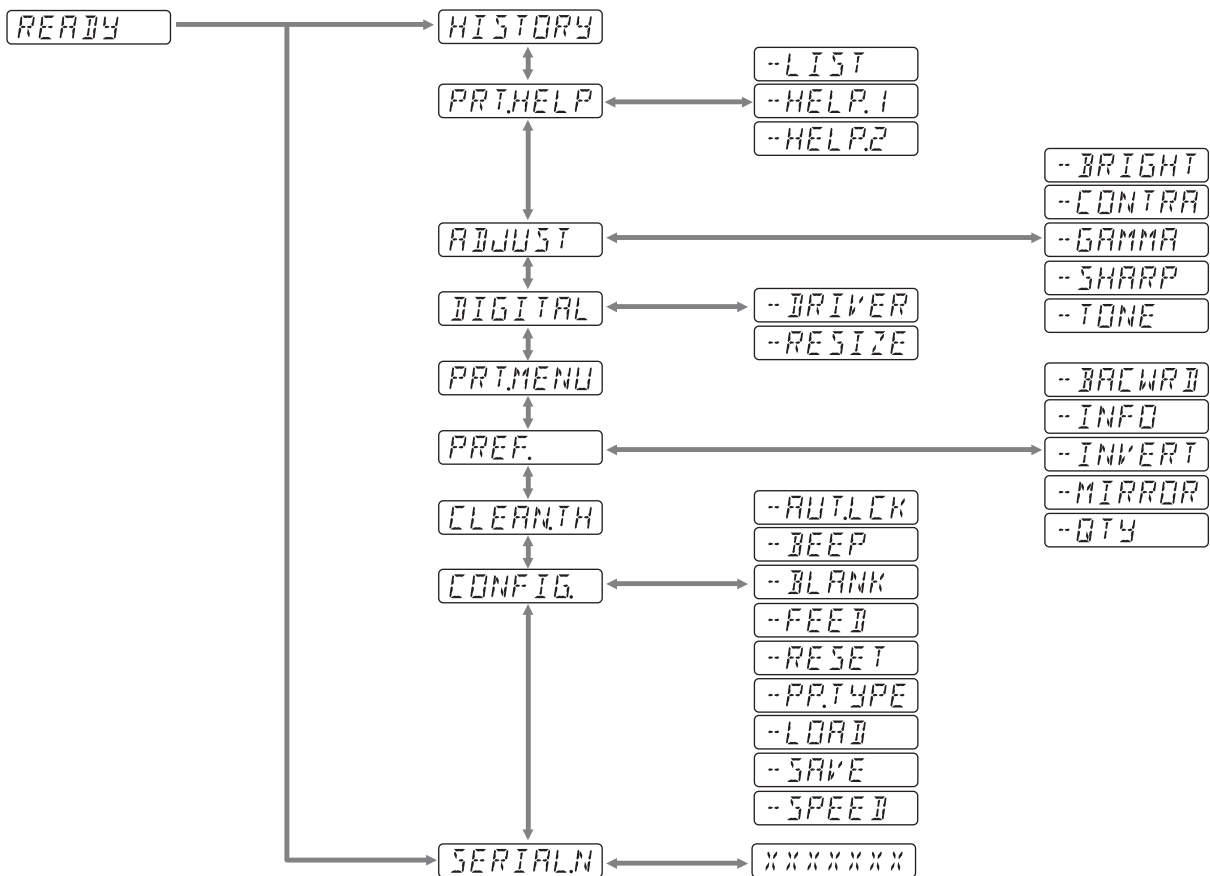 READY
HISTORY
PRT.HELP
-LIST
-HELP.1
-HELP.2
ADJUST
-BRIGHT
-CONTRA
-GAMMA
-SHARP
-TONE
DIGITAL
-DRIVER
-RESIZE
PRT.MENU
PREF.
-BACWRD
-INFO
-INVERT
-MIRROR
-QTY
CLEAN.TH
CONFIG.
-AUT.LCK
-BEEP
-BLANK
-FEED
-RESET
-PP.TYPE
-LOAD
-SAVE
-SPEED
SERIAL.N
XXXXXXX